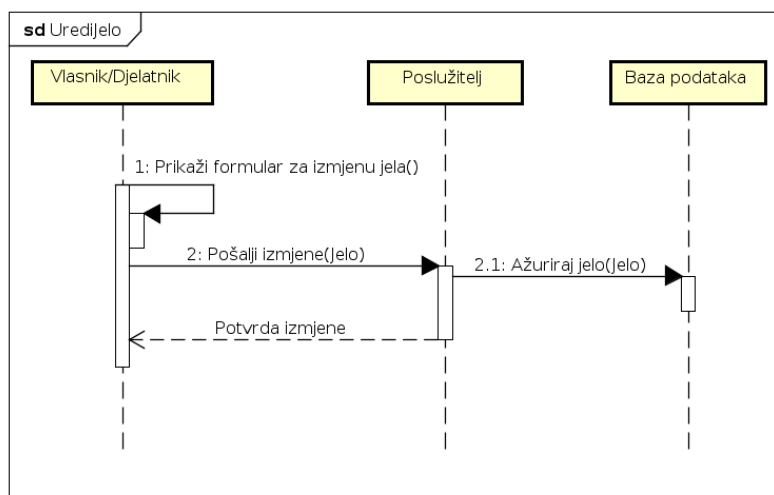 sd UrediJelo
Vlasnik/Djelatnik
Poslužitelj
Baza podataka
1: Prikaži formular za izmjenu jela()
2: Pošalji izmjene(Jelo)
2.1: Ažuriraj jelo(Jelo)
Potvrda izmjene